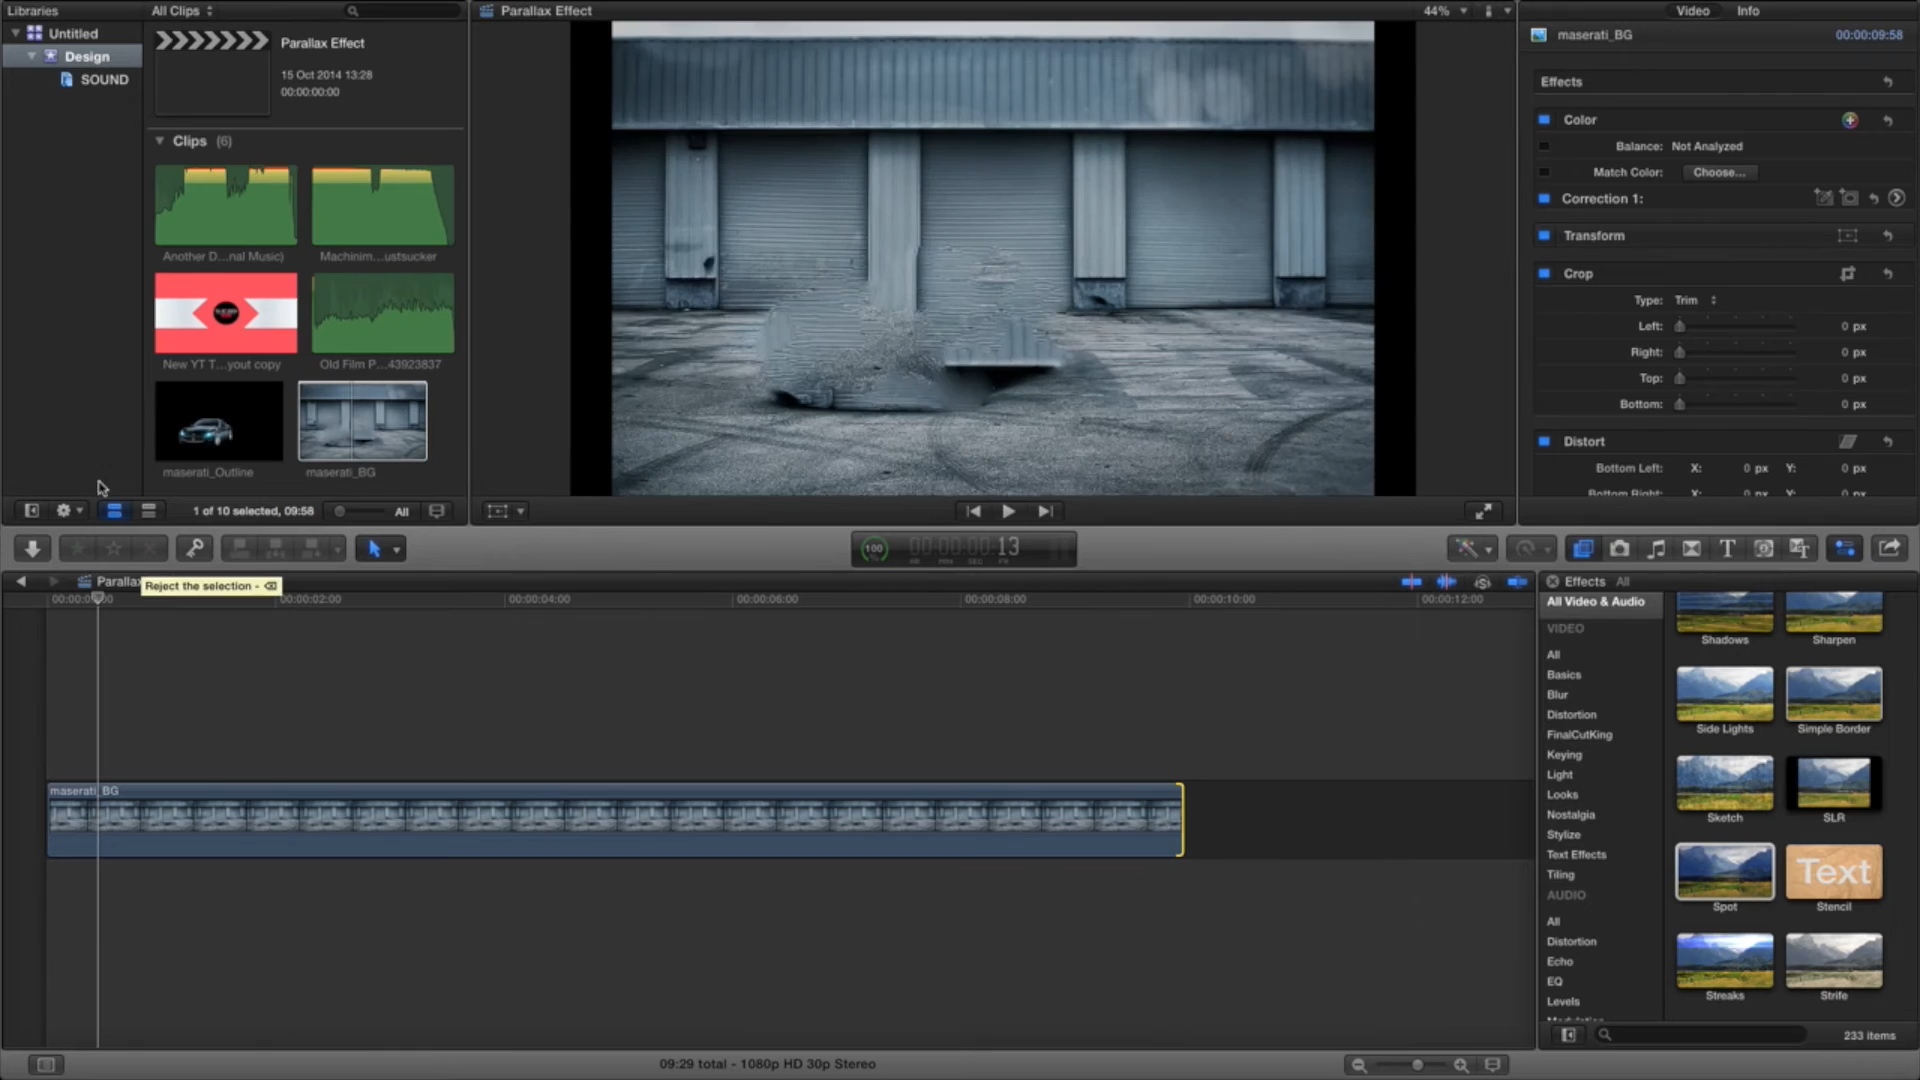 Libraries
All Clips
Parallax Effect
44%
Video
Info
Untitled
Design
SOUND
Parallax Effect
15 Oct 2014 13:28
00:00:00:00
Clips (6)
Another D...nal Music)
Machinim...ustsucker
New YT T...yout copy
Old Film P...43923837
maserati_Outline
maserati_BG
1 of 10 selected, 09:58
All
maserati_BG
00:00:09:58
Effects
Color
Balance: Not Analyzed
Match Color: Choose...
Correction 1:
Transform
Crop
Type: Trim
Left: 0 px
Right: 0 px
Top: 0 px
Bottom: 0 px
Distort
Bottom Left: X: 0 px Y: 0 px
Bottom Right: X: 0 px Y: 0 px
100
%
00:00:00:13
HR MIN SEC FR
Reject the selection - ⌫
00:00:02:00
00:00:04:00
00:00:06:00
00:00:08:00
00:00:10:00
00:00:12:00
maserati_BG
Effects All
All Video & Audio
VIDEO
All
Basics
Blur
Distortion
FinalCutKing
Keying
Light
Looks
Nostalgia
Stylize
Text Effects
Tiling
AUDIO
All
Distortion
Echo
EQ
Levels
Shadows
Sharpen
Side Lights
Simple Border
Sketch
SLR
Spot
Text
Stencil
Streaks
Strife
233 items
09:29 total - 1080p HD 30p Stereo